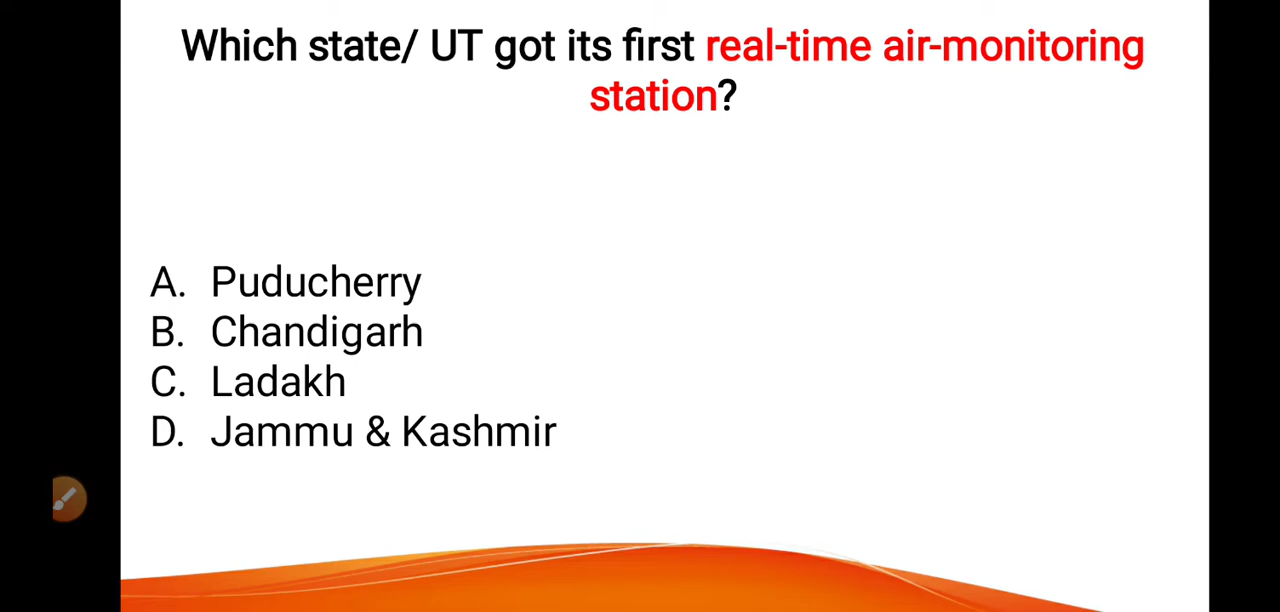 Which state/ UT got its first real-time air-monitoring
station?
A. Puducherry
B. Chandigarh
C. Ladakh
D. Jammu & Kashmir